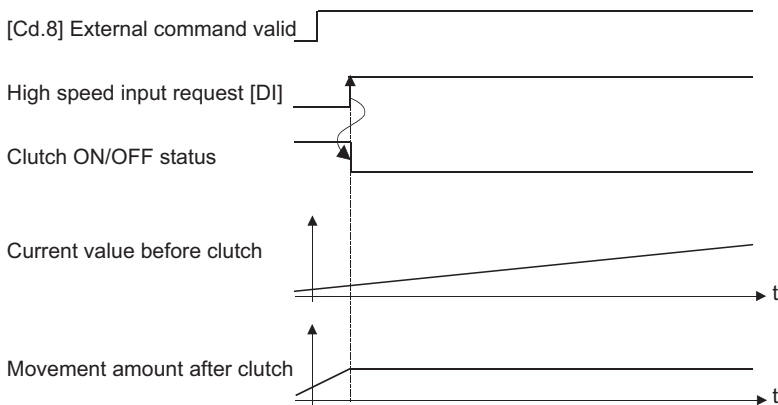 [Cd.8] External command valid
High speed input request [DI]
Clutch ON/OFF status
Current value before clutch
t
Movement amount after clutch
t